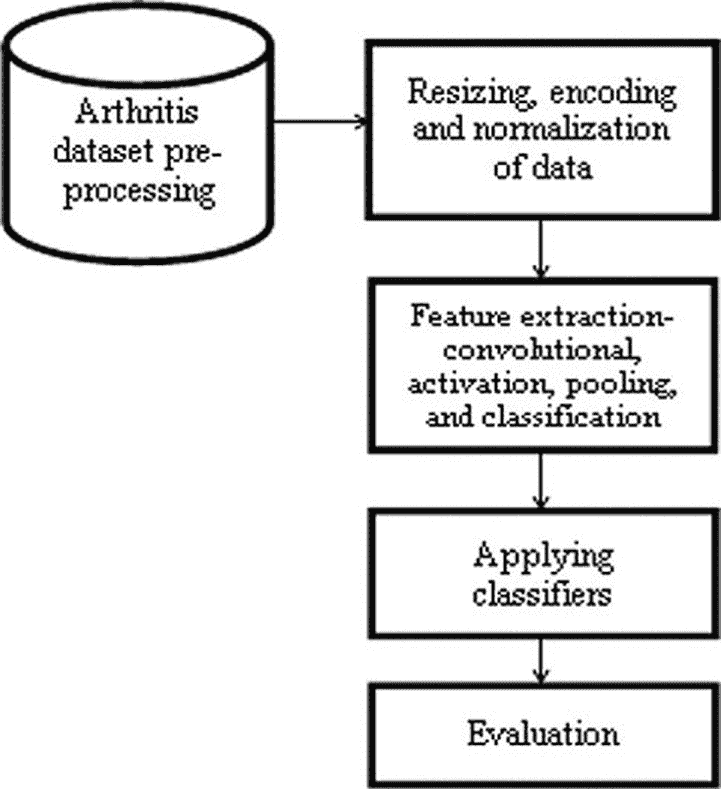 Arthritis
dataset pre-
processing
Resizing, encoding
and normalization
of data
Feature extraction-
convolutional,
activation, pooling,
and classification
Applying
classifiers
Evaluation